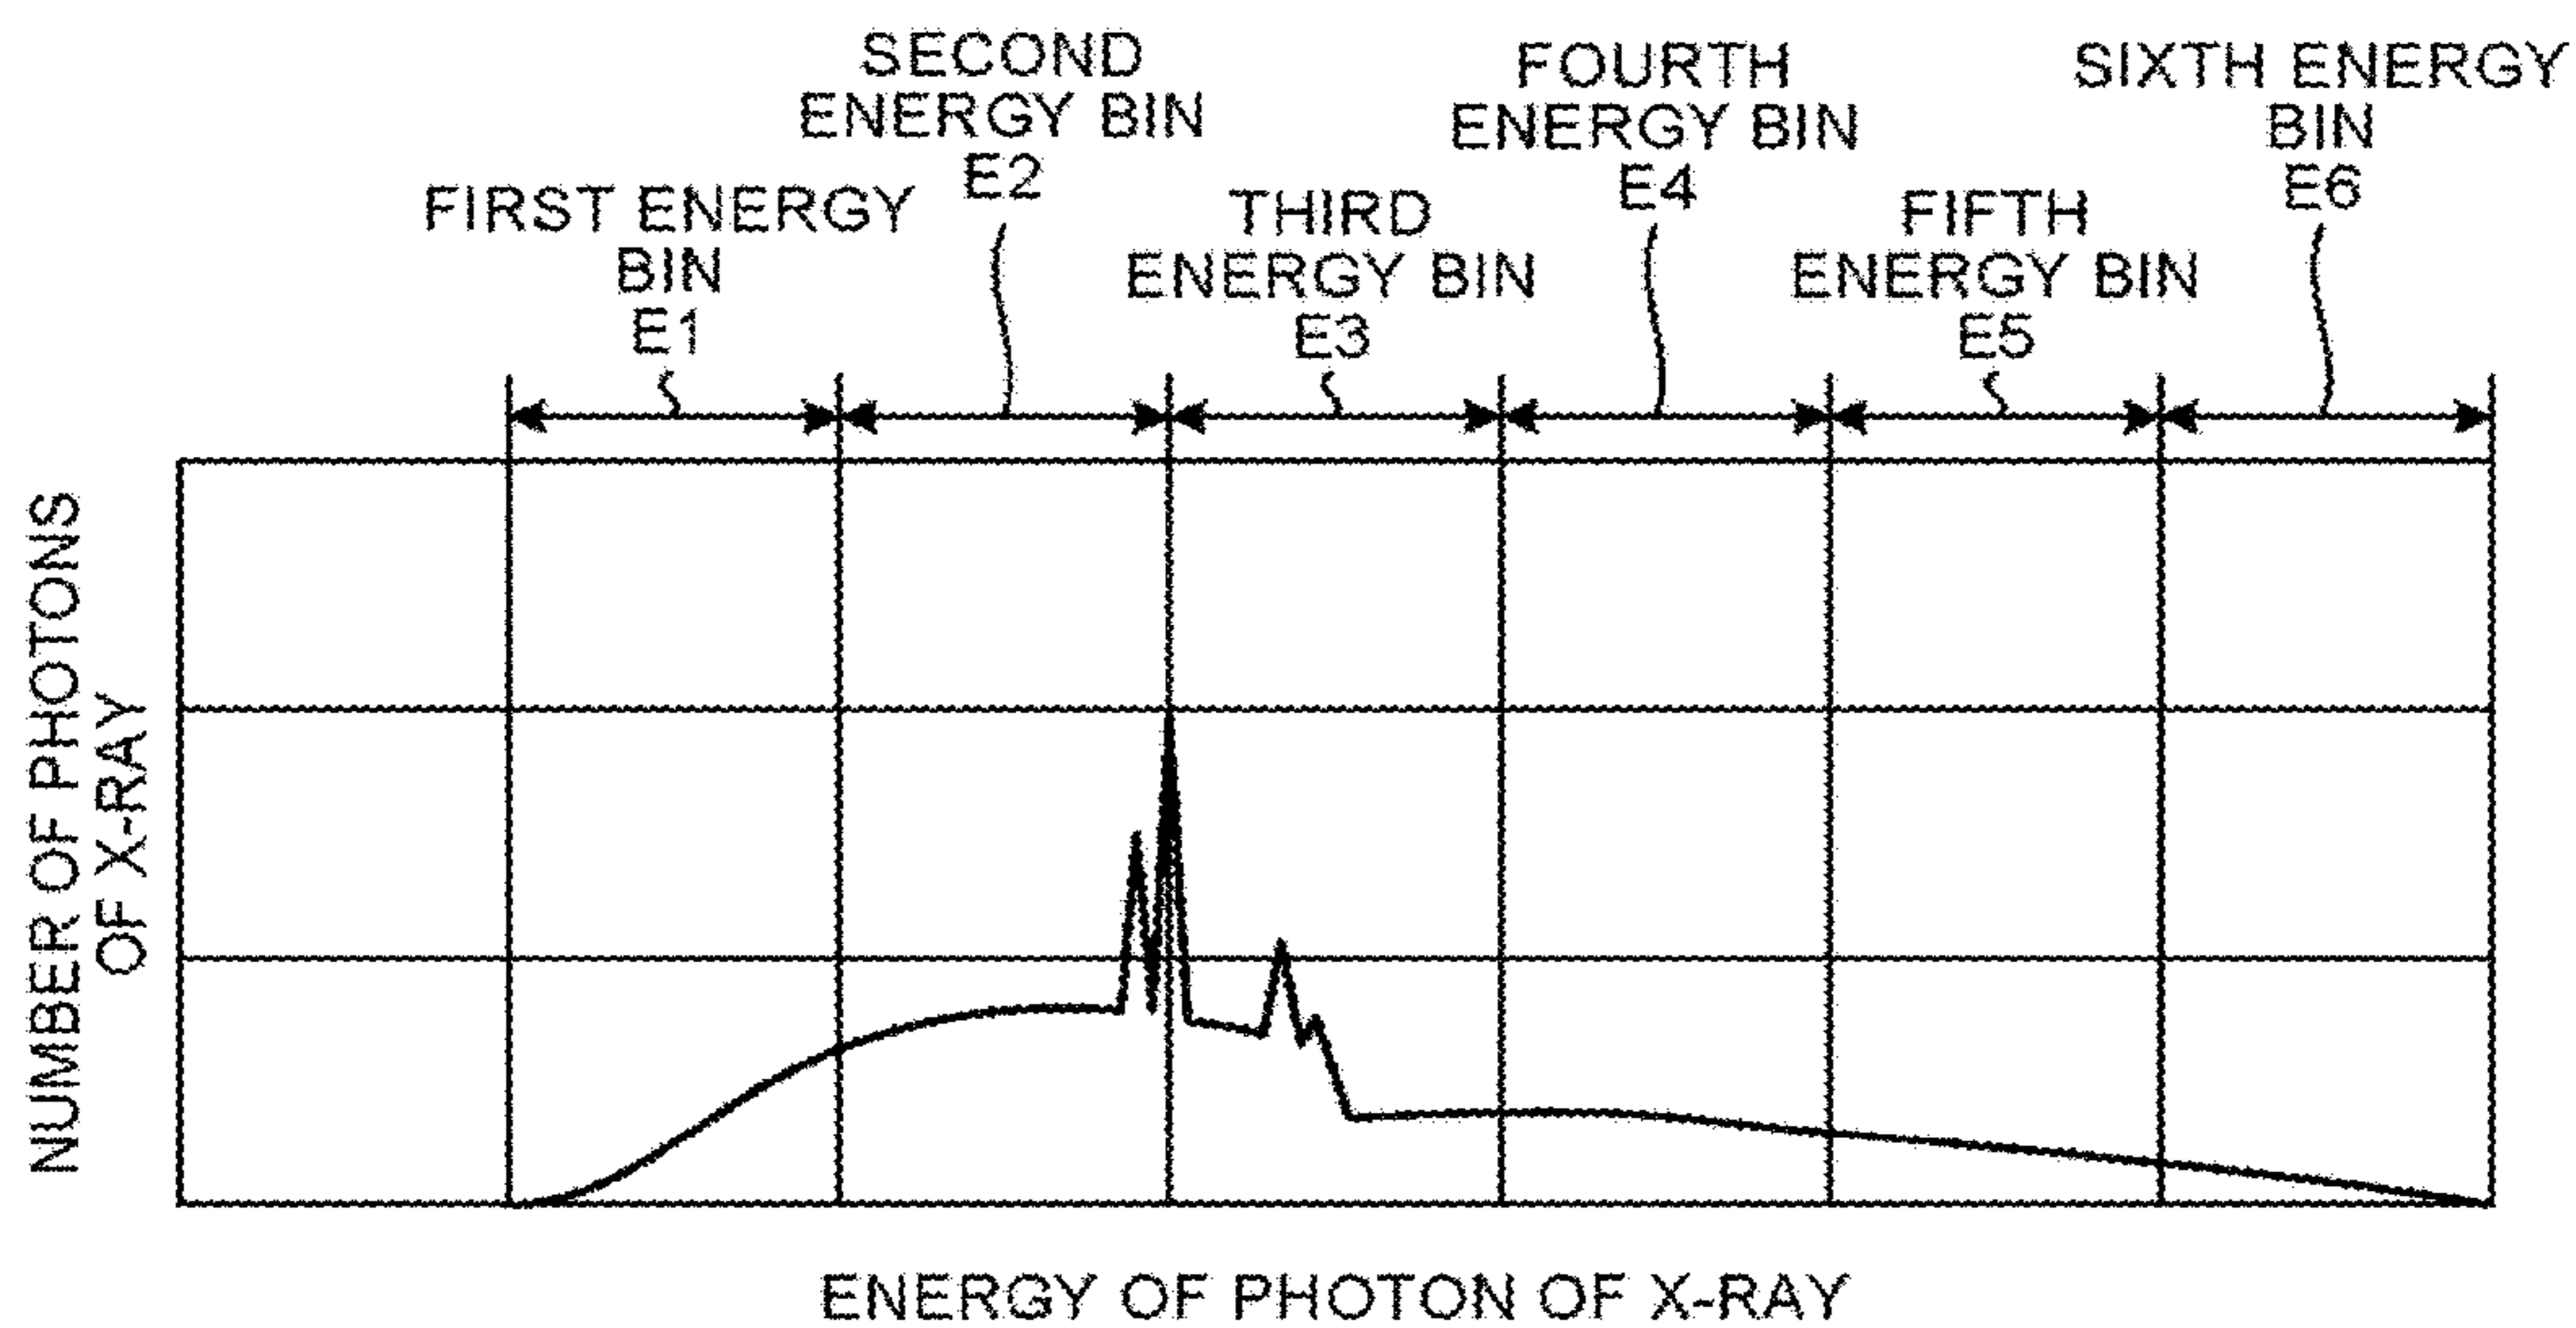 FIRST ENERGY
BIN
E1
SECOND
ENERGY BIN
E2
THIRD
ENERGY BIN
E3
FOURTH
ENERGY BIN
E4
FIFTH
ENERGY BIN
E5
SIXTH ENERGY
BIN
E6
NUMBER OF PHOTONS
OF X-RAY
ENERGY OF PHOTON OF X-RAY